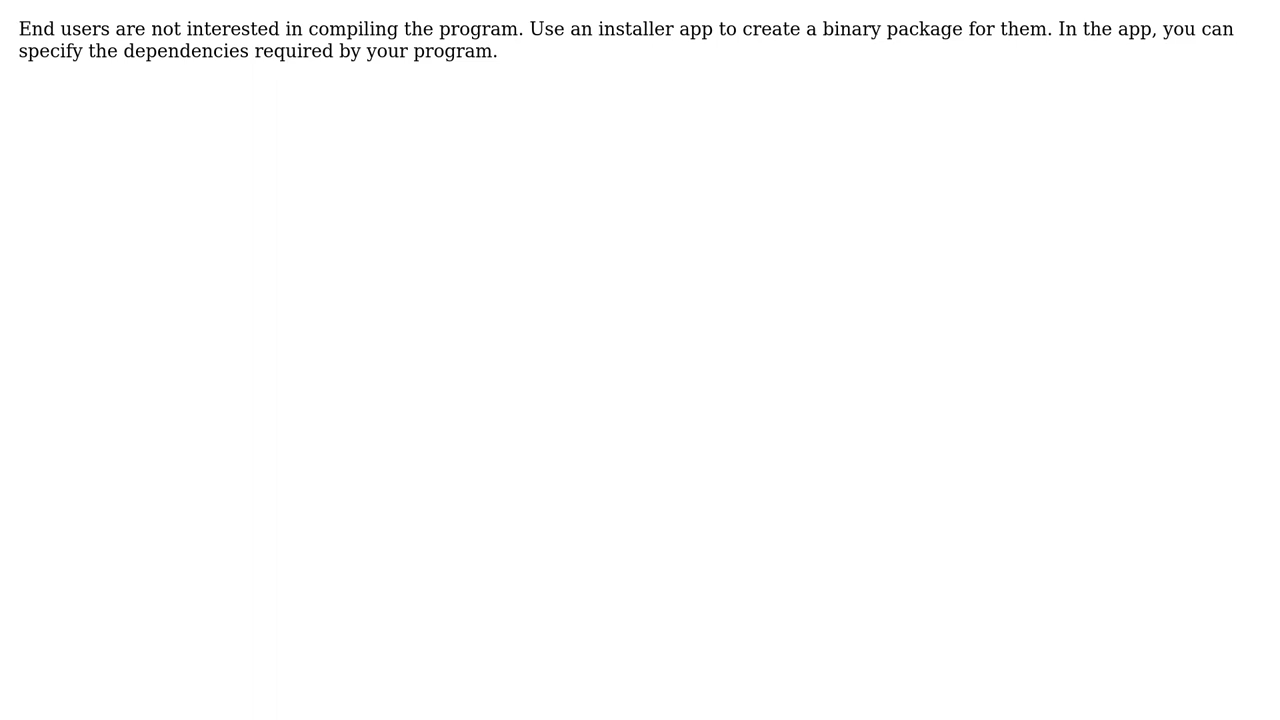 End users are not interested in compiling the program. Use an installer app to create a binary package for them. In the app, you can
specify the dependencies required by your program.